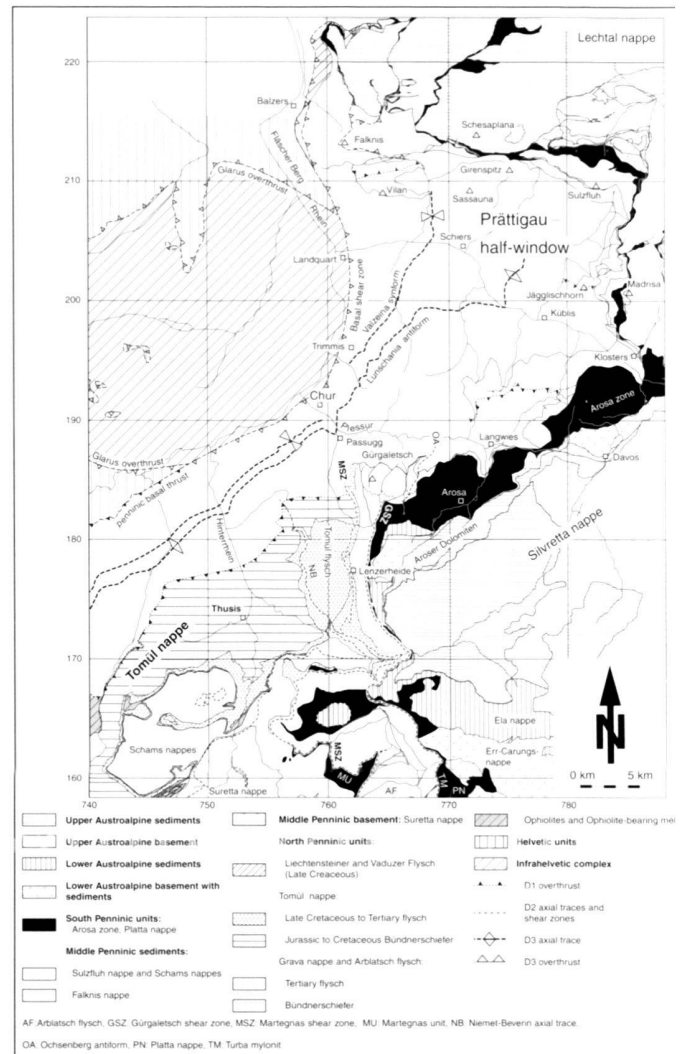 220
210
200
190
180
170
160
740
750
760
770
780
Lechtal nappe
Balzers
Falknis
Schesaplana
Fläscher Berg
Glarus overthrust
Rhein
Vilan
Girenspitz
Sassauna
Sulzfluh
Prättigau
half-window
Schiers
Landquart
Basal shear zone
Valzeina synform
Lunschania antiform
Jägglischhorn
Madrisa
Küblis
Trimmis
Klosters
Chur
Arosa zone
Plessur
Passugg
OA
Langwies
Gürgaletsch
Davos
MSZ
Glarus overthrust
penninic basal thrust
Arosa
GSZ
Aroser Dolomiten
Silvretta nappe
Hinterrhein
Tomül flysch
NB
Lenzerheide
Thusis
Tomül nappe
Ela nappe
Schams nappes
Err-Carungs-
nappe
MSZ
MU
AF
TM
PN
Suretta nappe
N
0 km 5 km
Upper Austroalpine sediments
Upper Austroalpine basement
Lower Austroalpine sediments
Lower Austroalpine basement with
sediments
South Penninic units:
Arosa zone, Platta nappe
Middle Penninic sediments:
Sulzfluh nappe and Schams nappes
Falknis nappe
Middle Penninic basement: Suretta nappe
North Penninic units:
Liechtensteiner and Vaduzer Flysch
(Late Creaceous)
Tomül nappe
Late Cretaceous to Tertiary flysch
Jurassic to Cretaceous Bündnerschiefer
Grava nappe and Arblatsch flysch:
Tertiary flysch
Bündnerschiefer
Ophiolites and Ophiolite-bearing me
Helvetic units
Infrahelvetic complex
D1 overthrust
D2 axial traces and
shear zones
D3 axial trace
D3 overthrust
AF:Arblatsch flysch, GSZ: Gürgaletsch shear zone, MSZ: Martegnas shear zone, MU: Martegnas unit, NB: Niemet-Beverin axial trace,
OA: Ochsenberg antiform, PN: Platta nappe, TM: Turba mylonit